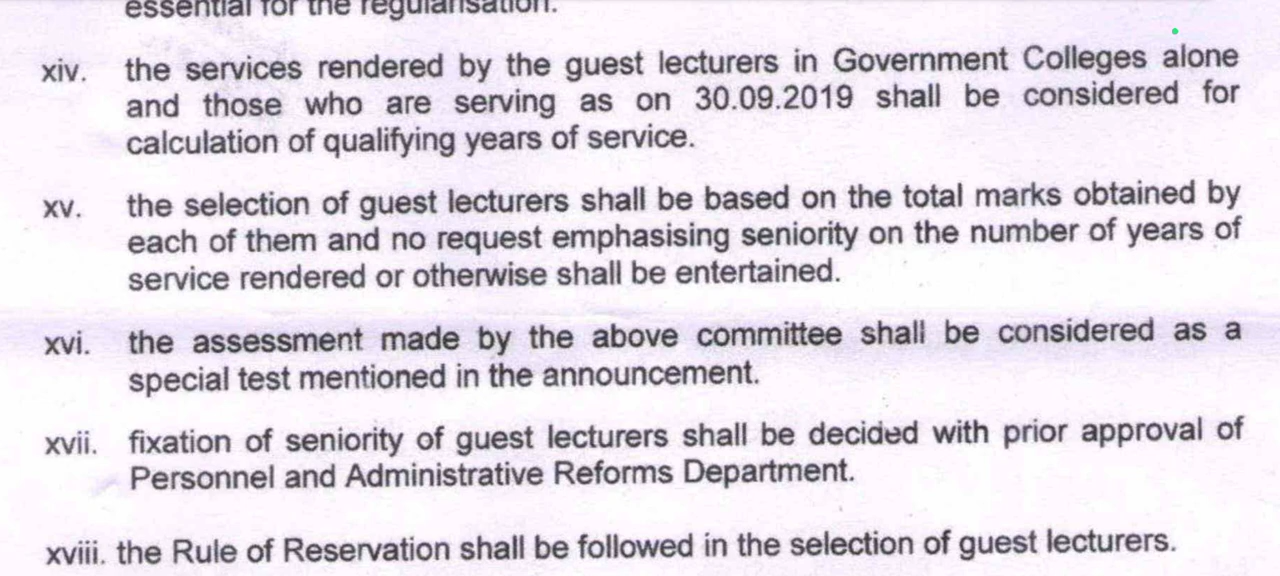 essential for the regularisation.
xiv. the services rendered by the guest lecturers in Government Colleges alone
and those who are serving as on 30.09.2019 shall be considered for
calculation of qualifying years of service.
xv. the selection of guest lecturers shall be based on the total marks obtained by
each of them and no request emphasising seniority on the number of years of
service rendered or otherwise shall be entertained.
xvi. the assessment made by the above committee shall be considered as a
special test mentioned in the announcement.
xvii. fixation of seniority of guest lecturers shall be decided with prior approval of
Personnel and Administrative Reforms Department.
xviii. the Rule of Reservation shall be followed in the selection of guest lecturers.